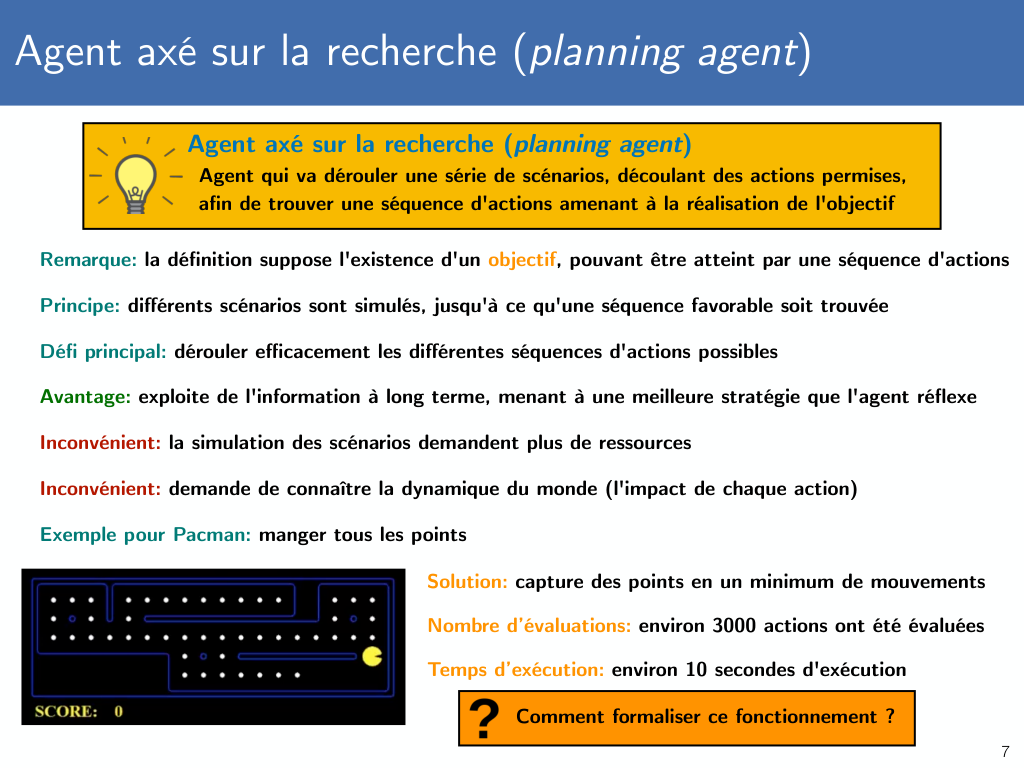 Agent axé sur la recherche (planning agent)
Agent axé sur la recherche (planning agent)
Agent qui va dérouler une série de scénarios, découlant des actions permises,
afin de trouver une séquence d'actions amenant à la réalisation de l'objectif
Remarque: la définition suppose l'existence d'un objectif, pouvant être atteint par une séquence d'actions
Principe: différents scénarios sont simulés, jusqu'à ce qu'une séquence favorable soit trouvée
Défi principal: dérouler efficacement les différentes séquences d'actions possibles
Avantage: exploite de l'information à long terme, menant à une meilleure stratégie que l'agent réflexe
Inconvénient: la simulation des scénarios demandent plus de ressources
Inconvénient: demande de connaître la dynamique du monde (l'impact de chaque action)
Exemple pour Pacman: manger tous les points
Solution: capture des points en un minimum de mouvements
Nombre d'évaluations: environ 3000 actions ont été évaluées
Temps d'exécution: environ 10 secondes d'exécution
SCORE: 0
? Comment formaliser ce fonctionnement ?
7